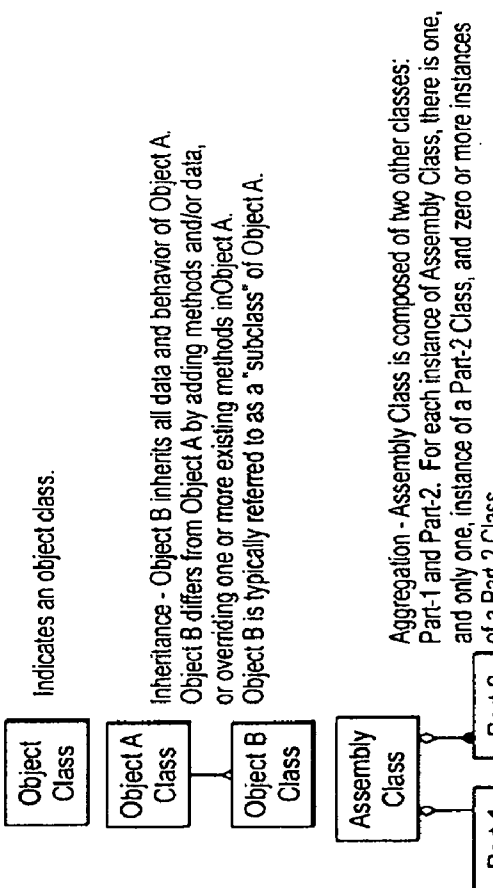 Object
Class
Indicates an object class.
Object A
Class
Object B
Class
Inheritance - Object B inherits all data and behavior of Object A.
Object B differs from Object A by adding methods and/or data,
or overriding one or more existing methods inObject A.
Object B is typically referred to as a "subclass" of Object A.
Assembly
Class
Aggregation - Assembly Class is composed of two other classes:
Part-1 and Part-2. For each instance of Assembly Class, there is one,
and only one, instance of a Part-2 Class, and zero or more instances
of a Part-2 Class